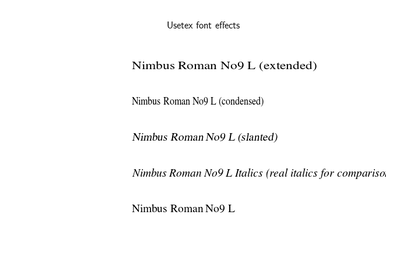 Usetex font effects
Nimbus Roman No9 L (extended)
Nimbus Roman No9 L (condensed)
Nimbus Roman No9 L (slanted)
Nimbus Roman No9 L Italics (real italics for comparison
Nimbus Roman No9 L